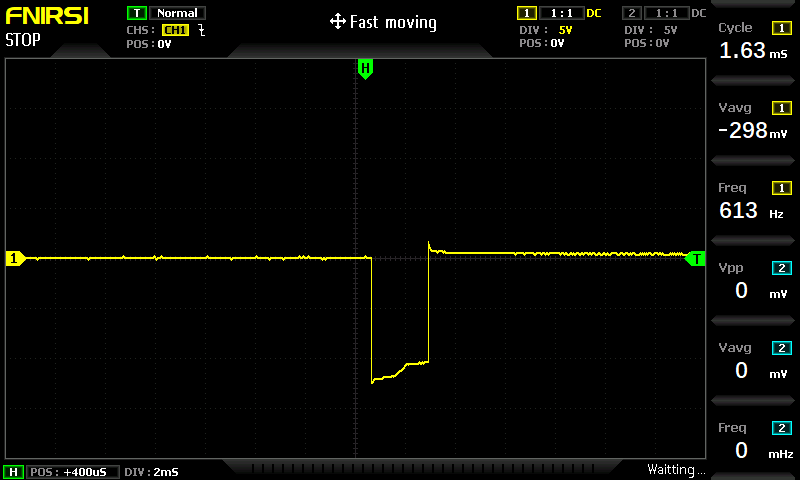 FNIRSI
STOP
T Normal
CHS: CH1
POS:0V
Fast moving
1 1:1 DC
DIV: 5V
POS:0V
2 1:1 DC
DIV: 5V
POS:0V
H
1
T
Cycle 1
1.63 mS
Vavg 1
-298 mV
Freq 1
613 Hz
Vpp 2
0 mV
Vavg 2
0 mV
Freq 2
0 mHz
H POS: +400uS DIV:2mS
Waitting...